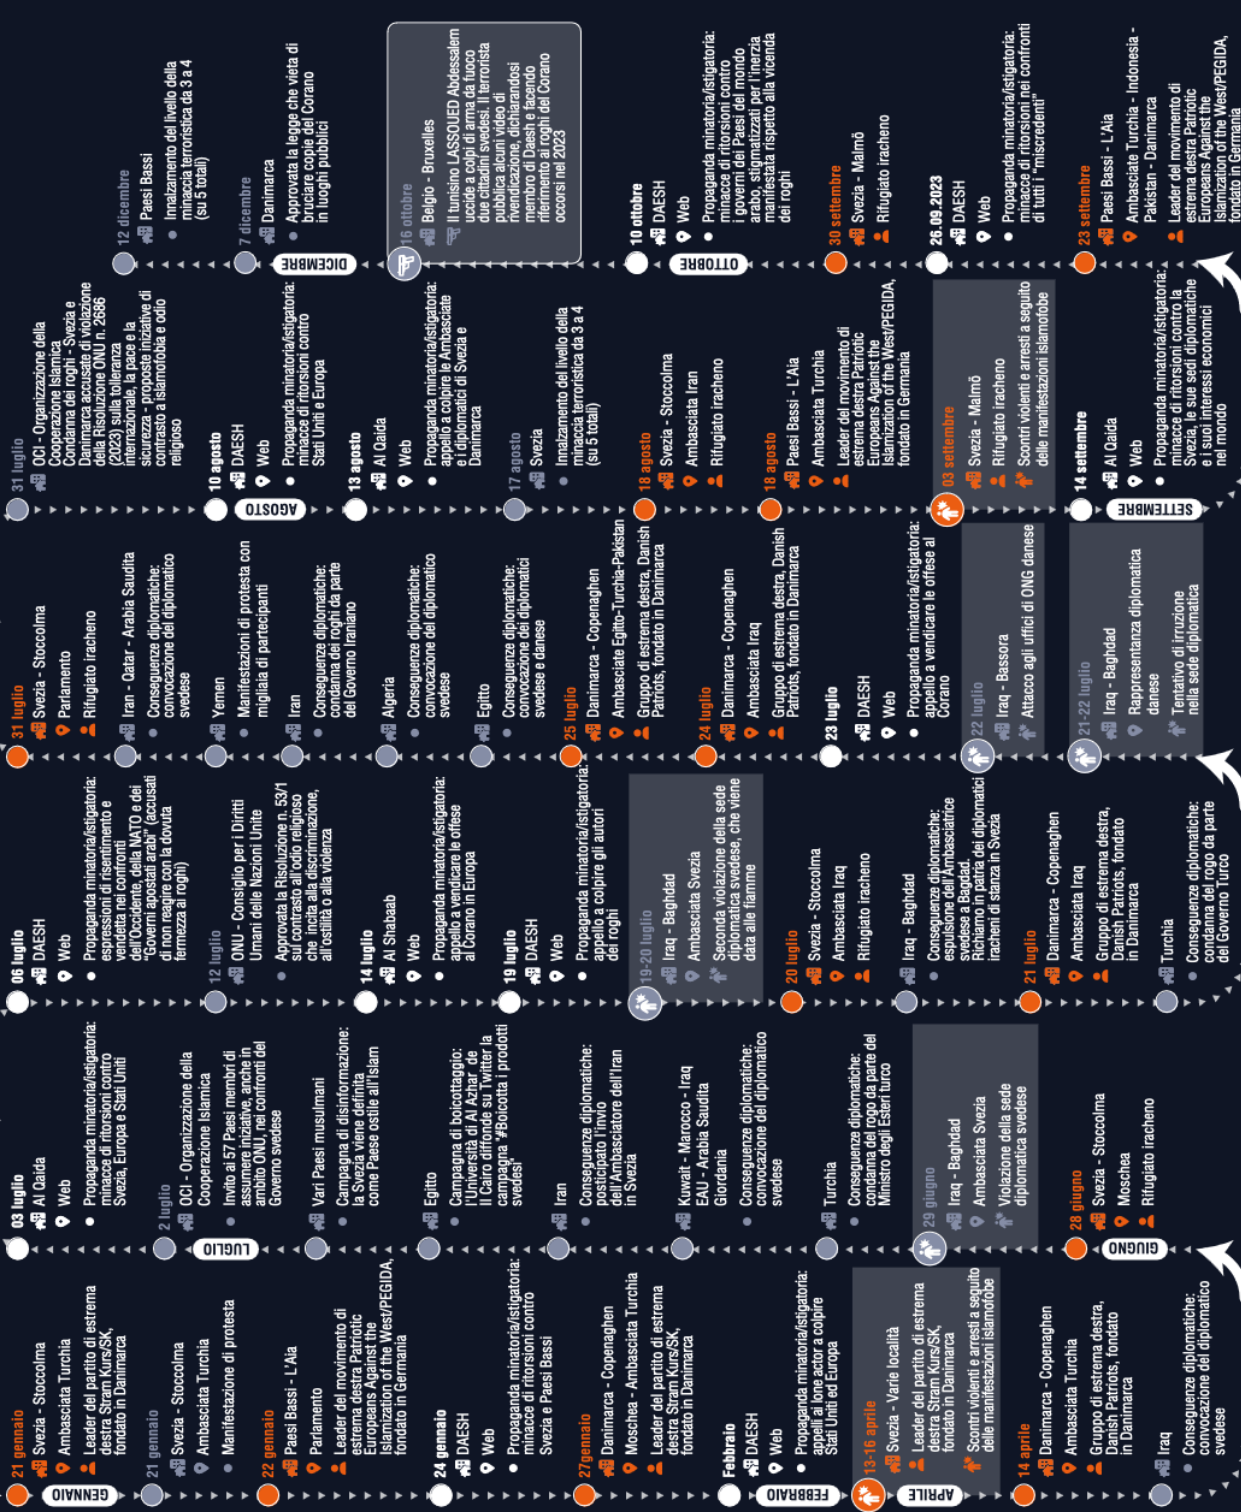 21 gennaio
Svezia - Stoccolma
Ambasciata Turchia
Leader del partito di estrema
destra Stram Kurs/SK,
fondato in Danimarca
GENNAIO
21 gennaio
Svezia - Stoccolma
Ambasciata Turchia
Manifestazione di protesta
22 gennaio
Paesi Bassi - L'Aia
Parlamento
Leader del movimento di
estrema destra Patriotic
Europeans Against the
Islamization of the West/PEGIDA,
fondato in Germania
24 gennaio
DAESH
Web
Propaganda minatoria/istigatoria:
minacce di ritorsioni contro
Svezia e Paesi Bassi
27gennaio
Danimarca - Copenaghen
Moschea - Ambasciata Turchia
Leader del partito di estrema
destra Stram Kurs/SK,
fondato in Danimarca
Febbraio
DAESH
Web
Propaganda minatoria/istigatoria:
appelli ai lone actor a colpire
Stati Uniti ed Europa
FEBBRAIO
13-16 aprile
Svezia - Varie località
Leader del partito di estrema
destra Stram Kurs/SK,
fondato in Danimarca
Scontri violenti e arresti a seguito
delle manifestazioni islamofobe
APRILE
14 aprile
Danimarca - Copenaghen
Ambasciata Turchia
Gruppo di estrema destra,
Danish Patriots, fondato
in Danimarca
Iraq
Conseguenze diplomatiche:
convocazione del diplomatico
svedese
03 luglio
Al Qaida
Web
Propaganda minatoria/istigatoria:
minacce di ritorsioni contro
Svezia, Europa e Stati Uniti
2 luglio
OCI - Organizzazione della
Cooperazione Islamica
Invito ai 57 Paesi membri di
assumere iniziative, anche in
ambito ONU, nei confronti del
Governo svedese
LUGLIO
Vari Paesi musulmani
Campagna di disinformazione:
la Svezia viene definita
come Paese ostile all'Islam
Egitto
Campagna di boicottaggio:
l'Università di Al Azhar de
Il Cairo diffonde su Twitter la
campagna "#Boicotta i prodotti
svedesi"
Iran
Conseguenze diplomatiche:
posticipato l'invio
dell'Ambasciatore dell'Iran
in Svezia
Kuwait - Marocco - Iraq
EAU - Arabia Saudita
Giordania
Conseguenze diplomatiche:
convocazione del diplomatico
svedese
Turchia
Conseguenze diplomatiche:
condanna del rogo da parte del
Ministro degli Esteri turco
29 giugno
Iraq - Baghdad
Ambasciata Svezia
Violazione della sede
diplomatica svedese
28 giugno
Svezia - Stoccolma
Moschea
Rifugiato iracheno
GIUGNO
06 luglio
DAESH
Web
Propaganda minatoria/istigatoria:
espressioni di risentimento e
vendetta nei confronti
dell'Occidente, della NATO e dei
"Governi apostati arabi" (accusati
di non reagire con la dovuta
fermezza ai roghi)
12 luglio
ONU - Consiglio per i Diritti
Umani delle Nazioni Unite
Approvata la Risoluzione n. 53/1
sul contrasto all'odio religioso
che incita alla discriminazione,
all'ostilità o alla violenza
14 luglio
Al Shabaab
Web
Propaganda minatoria/istigatoria:
appello a vendicare le offese
al Corano in Europa
19 luglio
DAESH
Web
Propaganda minatoria/istigatoria:
appello a colpire gli autori
dei roghi
19-20 luglio
Iraq - Baghdad
Ambasciata Svezia
Seconda violazione della sede
diplomatica svedese, che viene
data alle fiamme
20 luglio
Svezia - Stoccolma
Ambasciata Iraq
Rifugiato iracheno
Iraq - Baghdad
Conseguenze diplomatiche:
espulsione dell'Ambasciatrice
svedese a Bagdad.
Richiamo in patria dei diplomatici
iracheni di stanza in Svezia
21 luglio
Danimarca - Copenaghen
Ambasciata Iraq
Gruppo di estrema destra,
Danish Patriots, fondato
in Danimarca
Turchia
Conseguenze diplomatiche:
condanna del rogo da parte
del Governo Turco
31 luglio
Svezia - Stoccolma
Parlamento
Rifugiato iracheno
Iran - Qatar - Arabia Saudita
Conseguenze diplomatiche:
convocazione del diplomatico
svedese
Yemen
Manifestazioni di protesta con
migliaia di partecipanti
Iran
Conseguenze diplomatiche:
condanna dei roghi da parte
del Governo Iraniano
Algeria
Conseguenze diplomatiche:
convocazione del diplomatico
svedese
Egitto
Conseguenze diplomatiche:
convocazione dei diplomatici
svedese e danese
25 luglio
Danimarca - Copenaghen
Ambasciate Egitto-Turchia-Pakistan
Gruppo di estrema destra, Danish
Patriots, fondato in Danimarca
24 luglio
Danimarca - Copenaghen
Ambasciata Iraq
Gruppo di estrema destra, Danish
Patriots, fondato in Danimarca
23 luglio
DAESH
Web
Propaganda minatoria/istigatoria:
appello a vendicare le offese al
Corano
22 luglio
Iraq - Bassora
Attacco agli uffici di ONG danese
21-22 luglio
Iraq - Baghdad
Rappresentanza diplomatica
danese
Tentativo di irruzione
nella sede diplomatica
31 luglio
OCI - Organizzazione della
Cooperazione Islamica
Condanna dei roghi - Svezia e
Danimarca accusate di violazione
della Risoluzione ONU n. 2686
(2023) sulla tolleranza
internazionale, la pace e la
sicurezza - proposte iniziative di
contrasto a islamofobia e odio
religioso
10 agosto
DAESH
Web
Propaganda minatoria/istigatoria:
minacce di ritorsioni contro
Stati Uniti e Europa
AGOSTO
13 agosto
Al Qaida
Web
Propaganda minatoria/istigatoria:
appello a colpire le Ambasciate
e i diplomatici di Svezia e
Danimarca
17 agosto
Svezia
Innalzamento del livello della
minaccia terroristica da 3 a 4
(su 5 totali)
18 agosto
Svezia - Stoccolma
Ambasciata Iran
Rifugiato iracheno
18 agosto
Paesi Bassi - L'Aia
Ambasciata Turchia
Leader del movimento di
estrema destra Patriotic
Europeans Against the
Islamization of the West/PEGIDA,
fondato in Germania
03 settembre
Svezia - Malmö
Rifugiato iracheno
Scontri violenti e arresti a seguito
delle manifestazioni islamofobe
14 settembre
Al Qaida
Web
Propaganda minatoria/istigatoria:
minacce di ritorsioni contro la
Svezia, le sue sedi diplomatiche
e i suoi interessi economici
nel mondo
SETTEMBRE
12 dicembre
Paesi Bassi
Innalzamento del livello della
minaccia terroristica da 3 a 4
(su 5 totali)
7 dicembre
Danimarca
Approvata la legge che vieta di
bruciare copie del Corano
in luoghi pubblici
DICEMBRE
16 ottobre
Belgio - Bruxelles
Il tunisino LASSOUED Abdessalem
uccide a colpi di arma da fuoco
due cittadini svedesi. Il terrorista
pubblica alcuni video di
rivendicazione, dichiarandosi
membro di Daesh e facendo
riferimento ai roghi del Corano
occorsi nel 2023
10 ottobre
DAESH
Web
Propaganda minatoria/istigatoria:
minacce di ritorsioni contro
i governi dei Paesi del mondo
arabo, stigmatizzati per l'inerzia
manifestata rispetto alla vicenda
dei roghi
OTTOBRE
30 settembre
Svezia - Malmö
Rifugiato iracheno
26.09.2023
DAESH
Web
Propaganda minatoria/istigatoria:
minacce di ritorsioni nei confronti
di tutti i "miscredenti"
23 settembre
Paesi Bassi - L'Aia
Ambasciate Turchia - Indonesia -
Pakistan - Danimarca
Leader del movimento di
estrema destra Patriotic
Europeans Against the
Islamization of the West/PEGIDA,
fondato in Germania